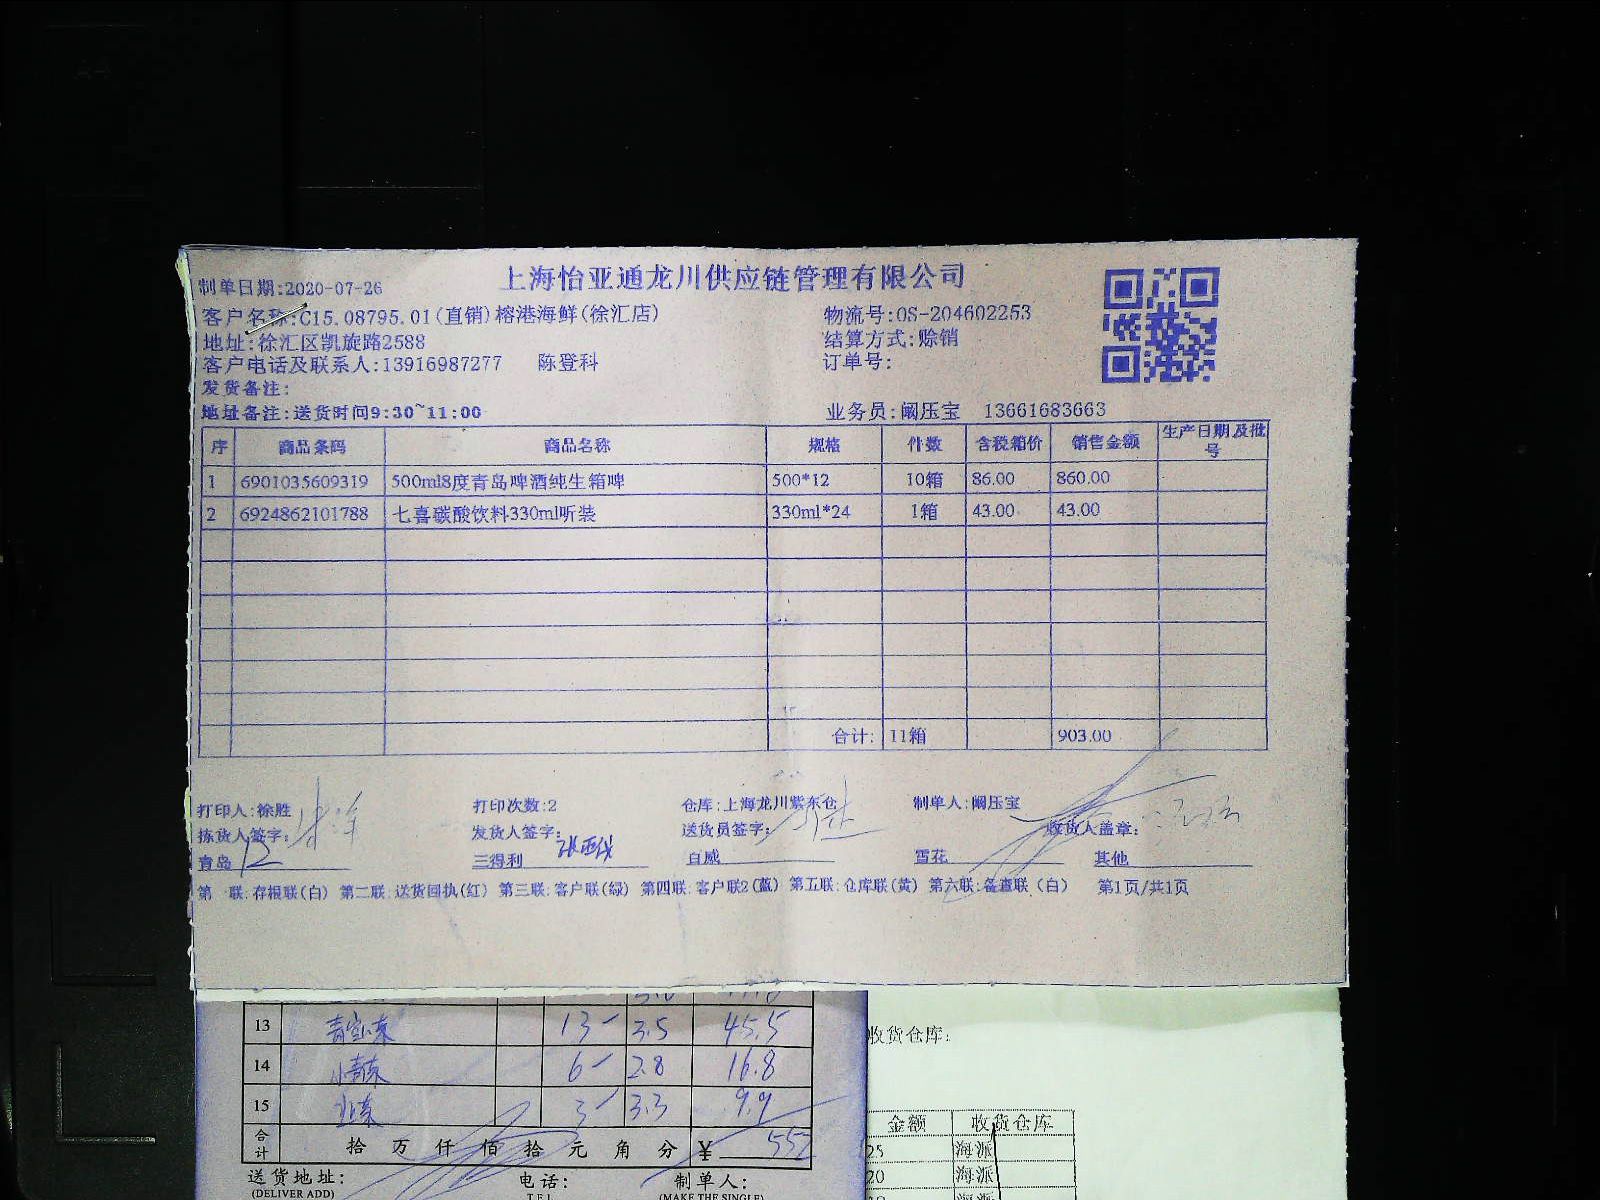 上海怡亚通龙川供应链管理有限公司
制单日期:2020-07-26
客户名称:C15.08795.01(直销)榕港海鲜(徐汇店) 物流号:OS-204602253
地址:徐汇区凯旋路2588 结算方式:赊销
客户电话及联系人:13916987277 陈登科 订单号:
发货备注:
地址备注:送货时间9:30~11:00 业务员:阚压宝 13661683663
序 商品条码 商品名称 规格 件数 含税箱价 销售金额 生产日期及批号
1 6901035609319 500ml8度青岛啤酒纯生箱啤 500*12 10箱 86.00 860.00
2 6924862101788 七喜碳酸饮料330ml听装 330ml*24 1箱 43.00 43.00
合计: 11箱 903.00
打印人:徐胜 打印次数:2 仓库:上海龙川紫东仓 制单人:阚压宝
拣货人签字: 发货人签字: 送货员签字: 收货人盖章:
青岛 12 三得利 百威 雪花 其他
第一联:存根联(白) 第二联:送货回执(红) 第三联:客户联(绿) 第四联:客户联2(蓝) 第五联:仓库联(黄) 第六联:备查联(白) 第1页/共1页
13 13 3.5 45.5
14 6 2.8 16.8
15 3 3.3 9.9
合计 拾 万 仟 佰 拾 元 角 分 ¥ 552
送货地址: 电话: 制单人:
(DELIVER ADD) TEL (MAKE THE SINGLE)
收货仓库:
金额 收货仓库
25 海派
20 海派
海派